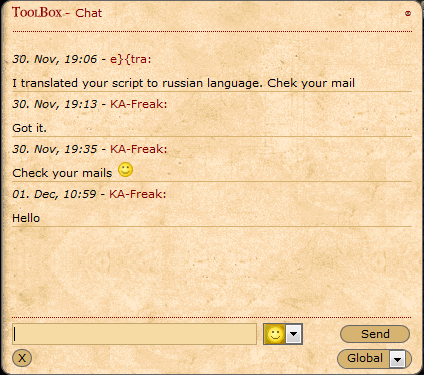 ToolBox - Chat
30. Nov, 19:06 - e}{tra:
I translated your script to russian language. Chek your mail
30. Nov, 19:13 - KA-Freak:
Got it.
30. Nov, 19:35 - KA-Freak:
Check your mails
01. Dec, 10:59 - KA-Freak:
Hello
Send
X
Global